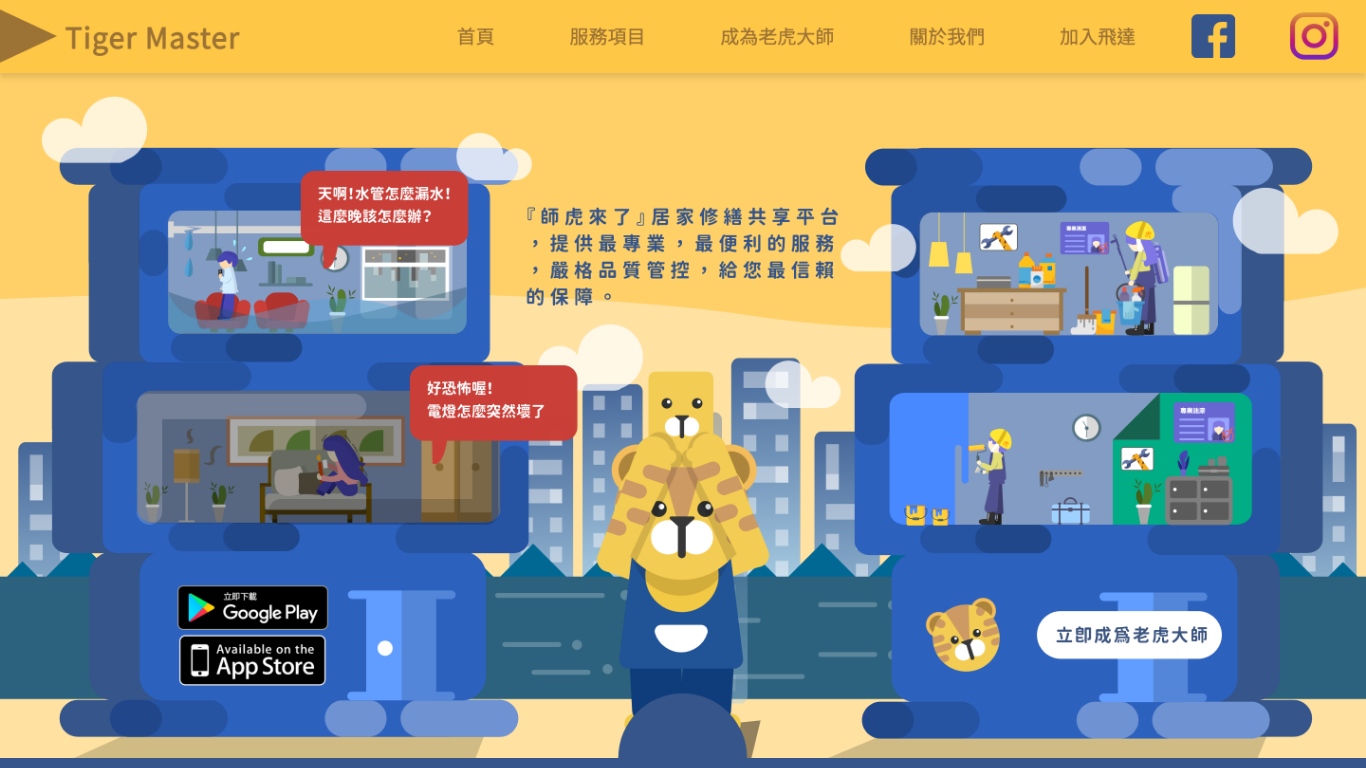 Tiger Master
首頁
服務項目
成為老虎大師
關於我們
加入飛達
天啊!水管怎麼漏水!
這麼晚該怎麼辦?
『師虎來了』居家修繕共享平台
，提供最專業，最便利的服務
，嚴格品質管控，給您最信賴
的保障。
專業法眾
好恐怖喔!
電燈怎麼突然壞了
立即下載
Google Play
Available on the
App Store
立即成為老虎大師